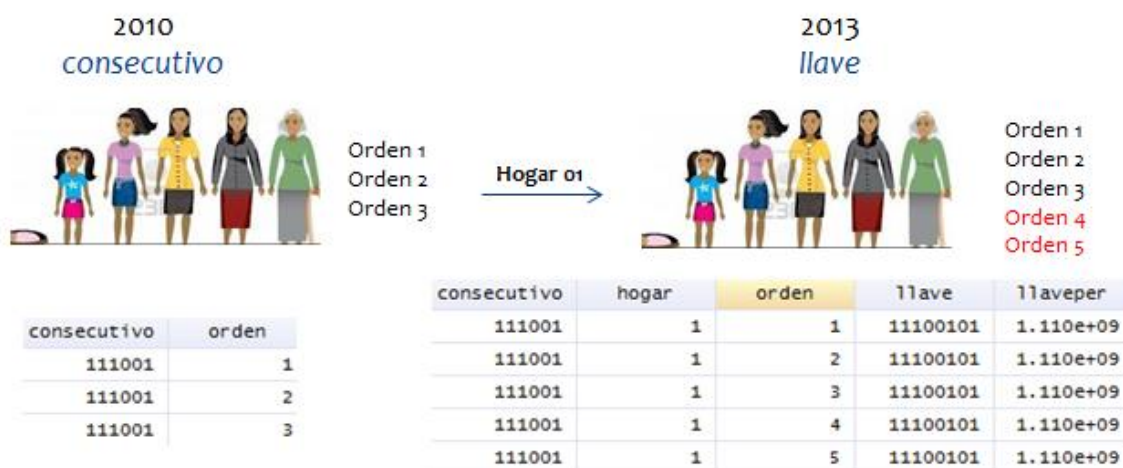 2010
consecutivo
Orden 1
Orden 2
Orden 3
Hogar 01
2013
llave
Orden 1
Orden 2
Orden 3
Orden 4
Orden 5
consecutivo orden
111001 1
111001 2
111001 3
consecutivo hogar orden llave llaveper
111001 1 1 11100101 1.110e+09
111001 1 2 11100101 1.110e+09
111001 1 3 11100101 1.110e+09
111001 1 4 11100101 1.110e+09
111001 1 5 11100101 1.110e+09